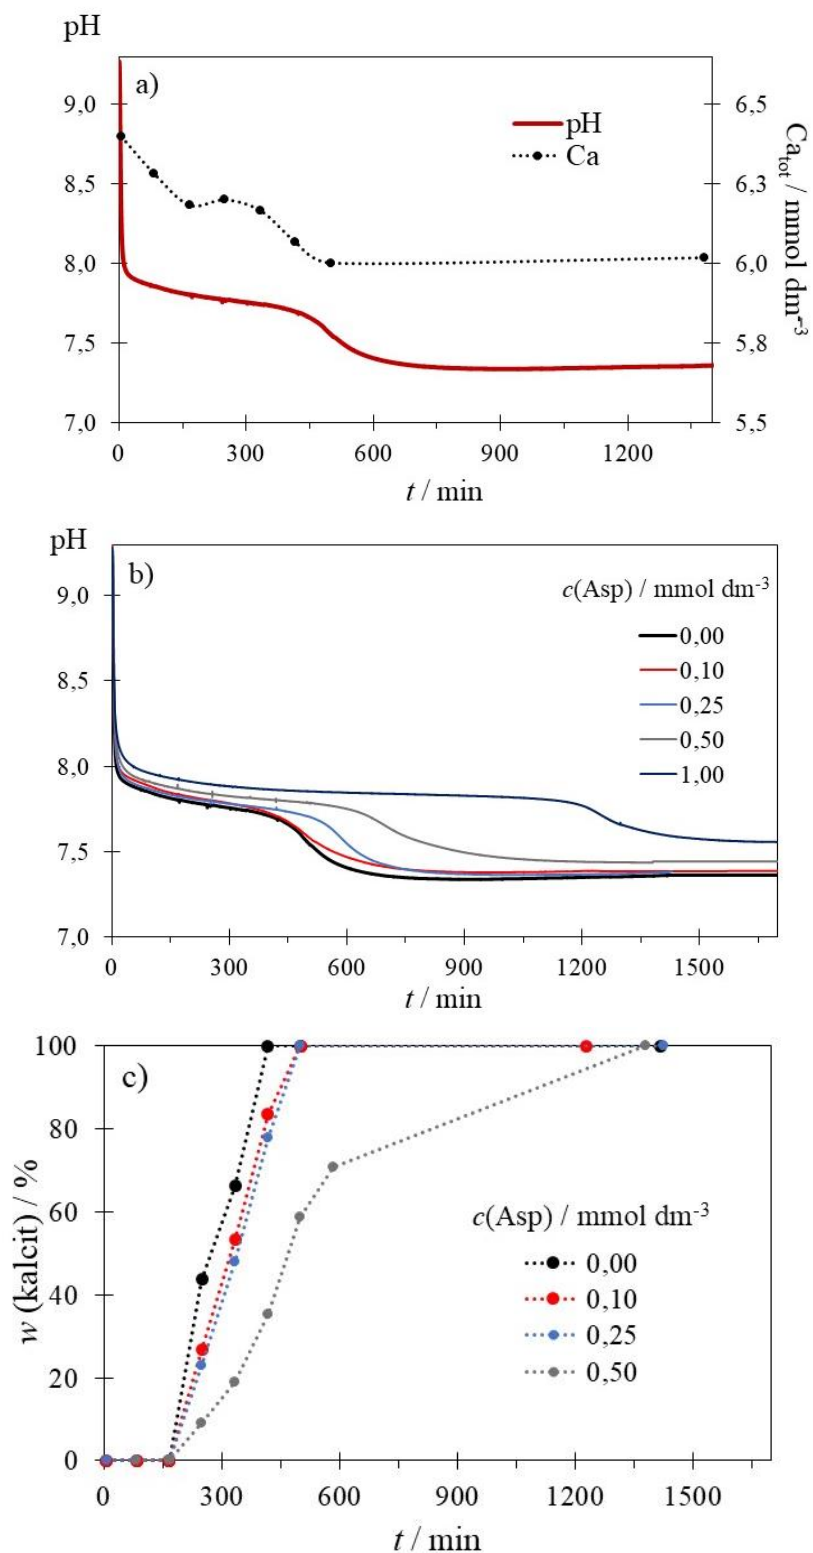 pH
a)
9,0
8,5
8,0
7,5
7,0
pH
Ca
6,5
6,3
6,0
5,8
5,5
Ca_tot / mmol dm⁻³
0 300 600 900 1200
t / min
pH
b)
9,0
8,5
8,0
7,5
7,0
c(Asp) / mmol dm⁻³
0,00
0,10
0,25
0,50
1,00
0 300 600 900 1200 1500
t / min
c)
100
80
60
40
20
0
w (kalcit) / %
c(Asp) / mmol dm⁻³
0,00
0,10
0,25
0,50
0 300 600 900 1200 1500
t / min